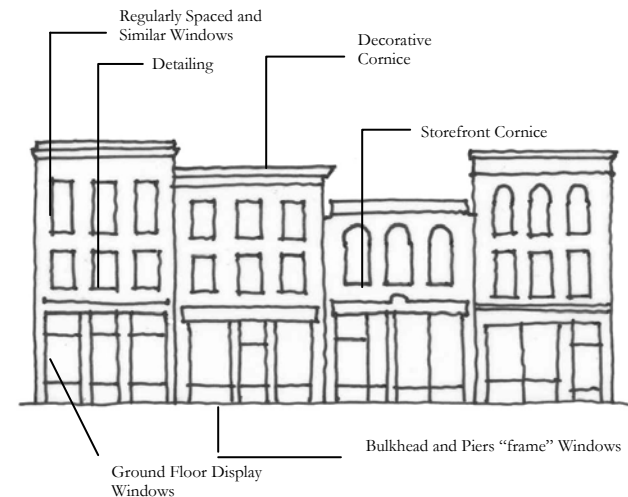 Regularly Spaced and
Similar Windows
Detailing
Decorative
Cornice
Storefront Cornice
Bulkhead and Piers “frame” Windows
Ground Floor Display
Windows